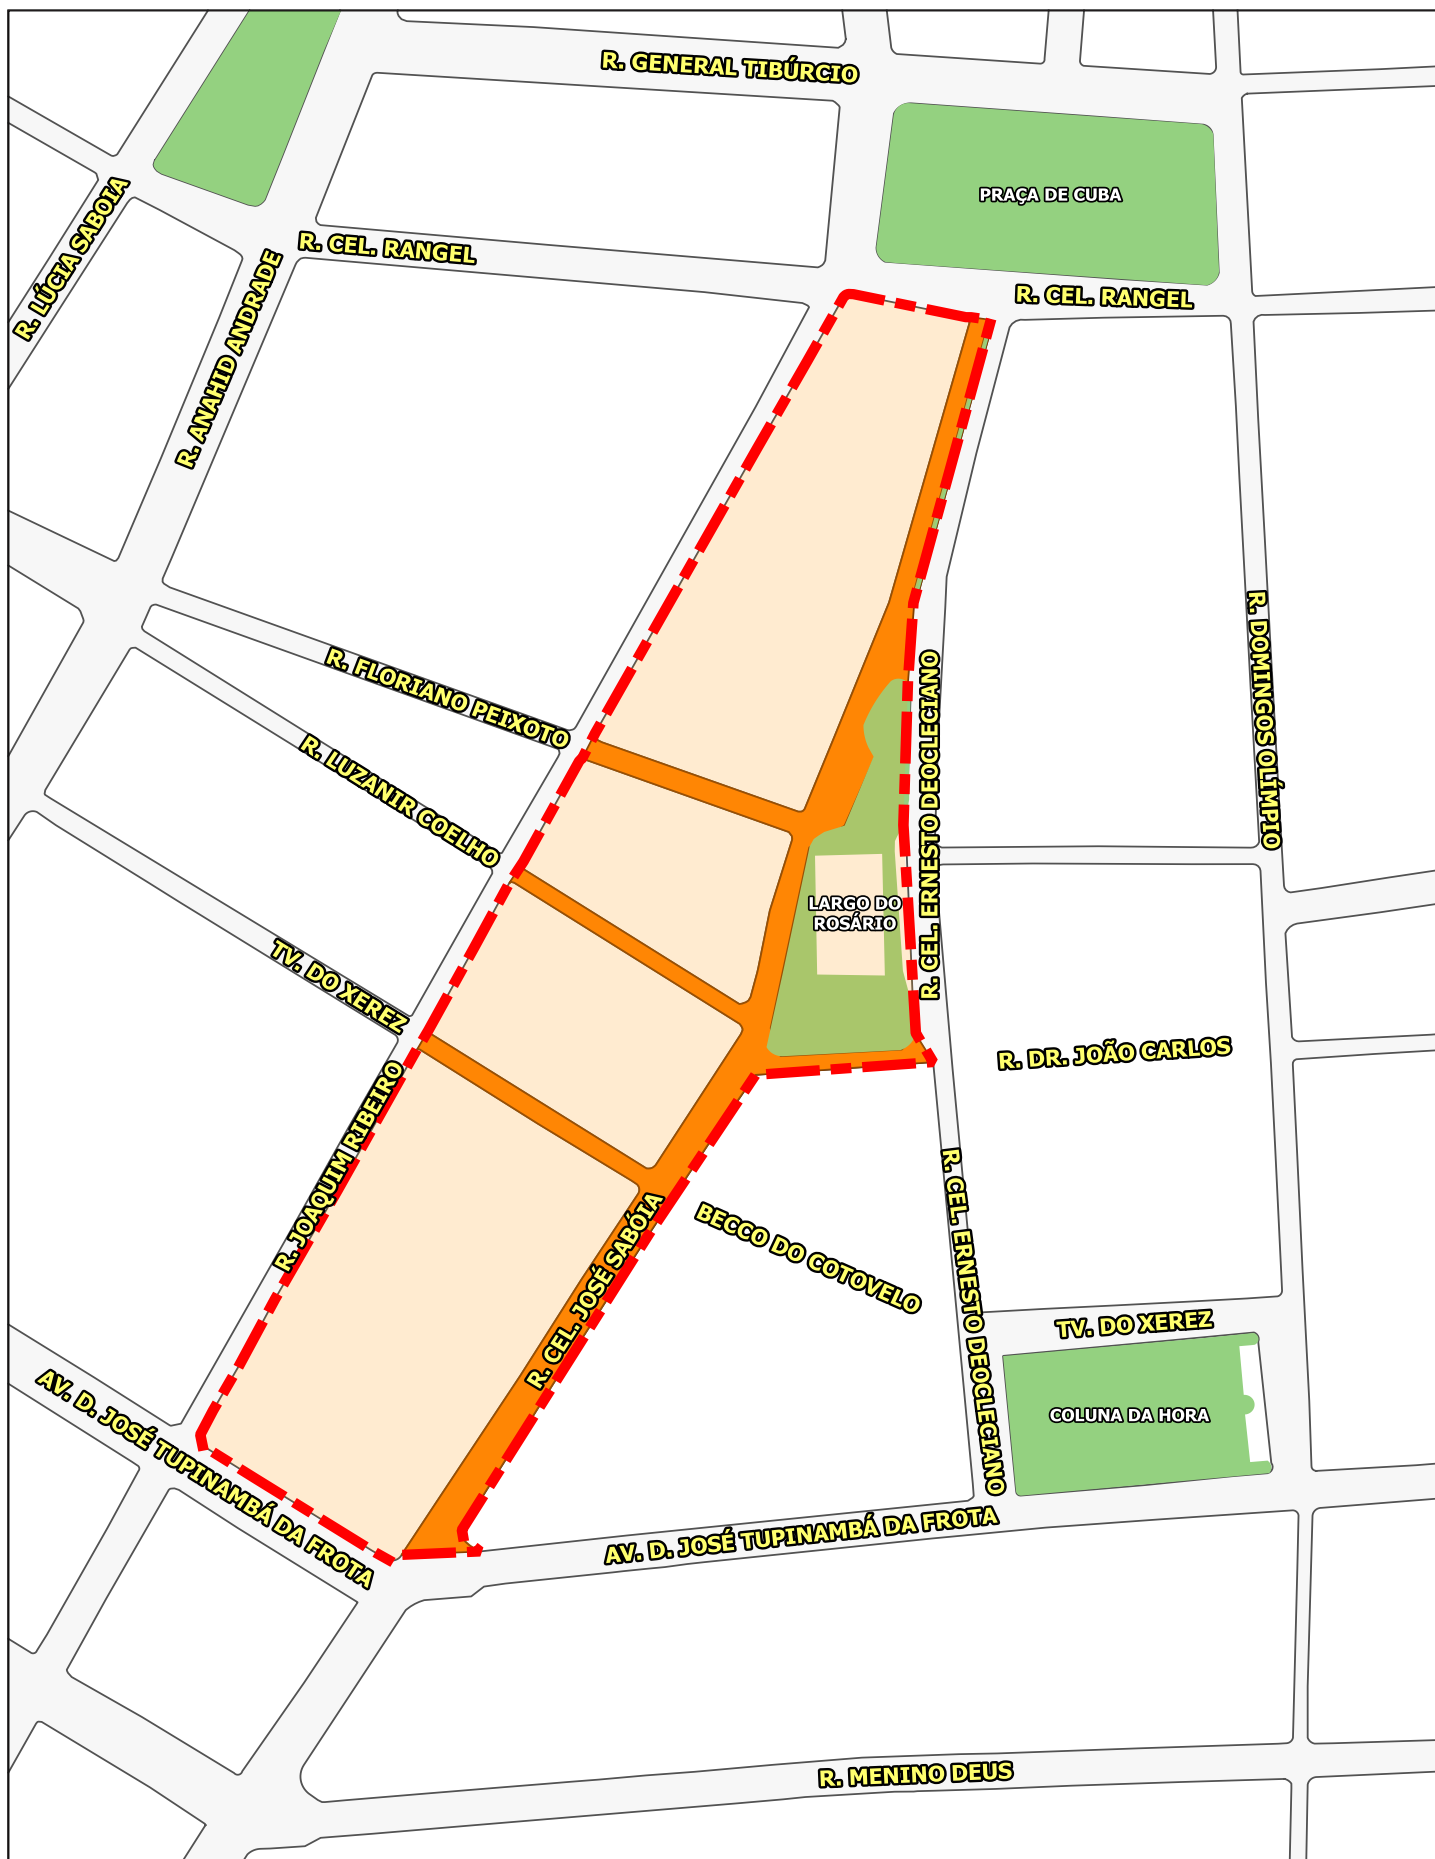 R. GENERAL TIBÚRCIO
PRAÇA DE CUBA
R. LÚCIA SABOIA
R. CEL. RANGEL
R. CEL. RANGEL
R. ANAHID ANDRADE
R. FLORIANO PEIXOTO
R. LUZANIR COELHO
R. CEL. ERNESTO DEOCLECIANO
R. DOMINGOS OLÍMPIO
LARGO DO
ROSÁRIO
TV. DO XEREZ
R. DR. JOÃO CARLOS
R. JOAQUIM RIBEIRO
R. CEL. JOSÉ SABÓIA
BECCO DO COTOVELO
R. CEL. ERNESTO DEOCLECIANO
TV. DO XEREZ
COLUNA DA HORA
AV. D. JOSÉ TUPINAMBÁ DA FROTA
AV. D. JOSÉ TUPINAMBÁ DA FROTA
R. MENINO DEUS